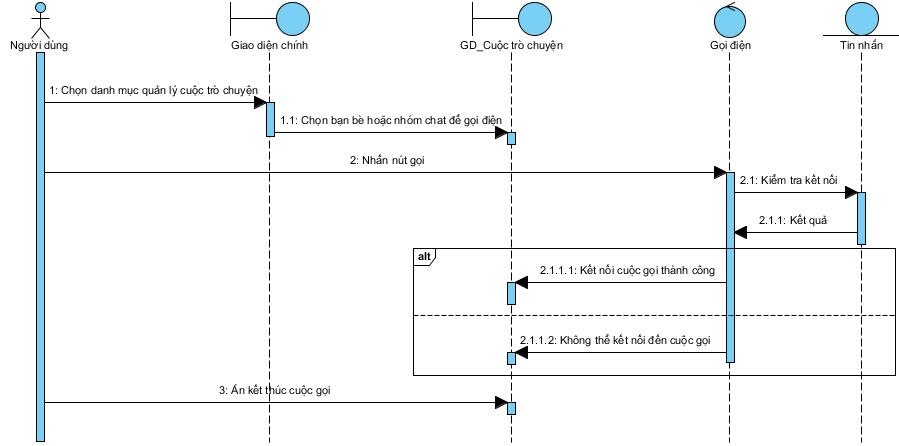 Người dùng
Giao diện chính
GD_Cuộc trò chuyện
Gọi điện
Tin nhắn
1: Chọn danh mục quản lý cuộc trò chuyện
1.1: Chọn bạn bè hoặc nhóm chat để gọi điện
2: Nhấn nút gọi
2.1: Kiểm tra kết nối
2.1.1: Kết quả
alt
2.1.1.1: Kết nối cuộc gọi thành công
2.1.1.2: Không thể kết nối đến cuộc gọi
3: Ấn kết thúc cuộc gọi